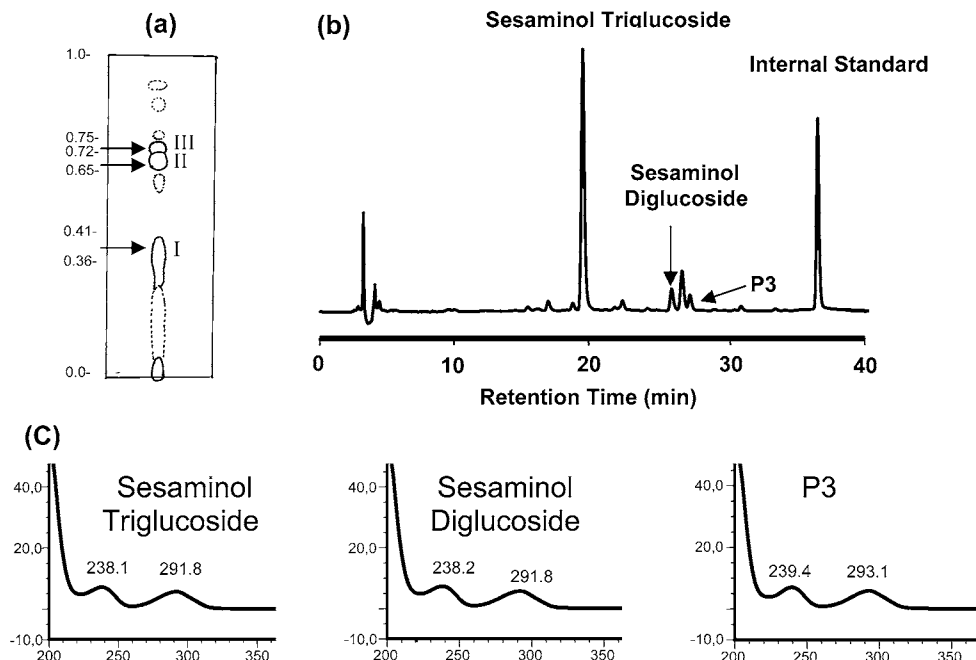 (a)
1.0-
0.75-
0.72-
0.65-
III
II
0.41-
0.36-
I
0.0-
(b)
Sesaminol Triglucoside
Internal Standard
Sesaminol
Diglucoside
P3
0 10 20 30 40
Retention Time (min)
(C)
40,0
20,0
-10,0
Sesaminol
Triglucoside
238.1 291.8
200 250 300 350
40,0
20,0
-10,0
Sesaminol
Diglucoside
238.2 291.8
200 250 300 350
40,0
20,0
-10,0
P3
239.4 293.1
200 250 300 350